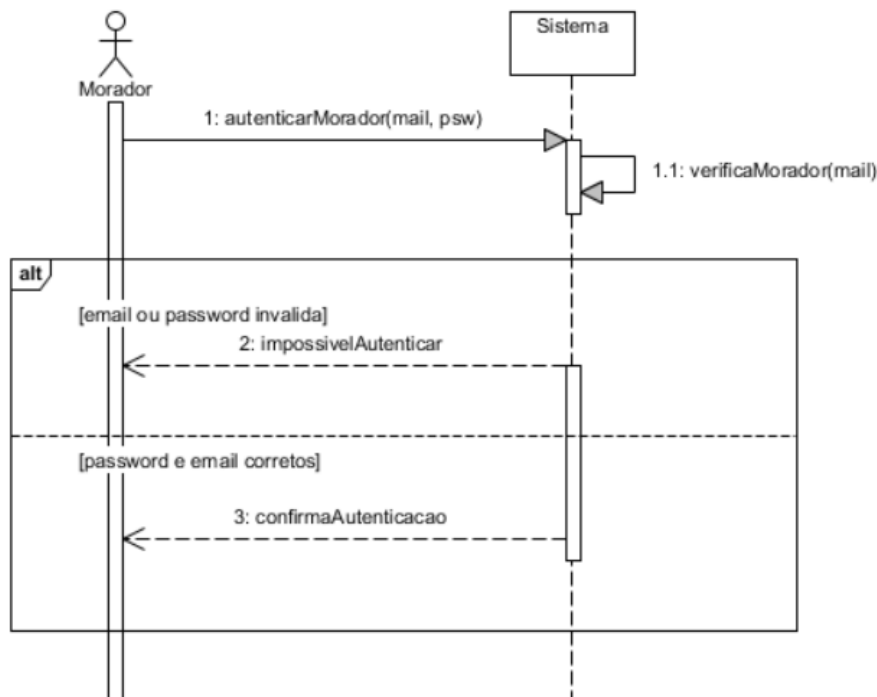 Sistema
Morador
1: autenticarMorador(mail, psw)
1.1: verificaMorador(mail)
alt
[email ou password invalida]
2: impossivelAutenticar
[password e email corretos]
3: confirmaAutenticacao